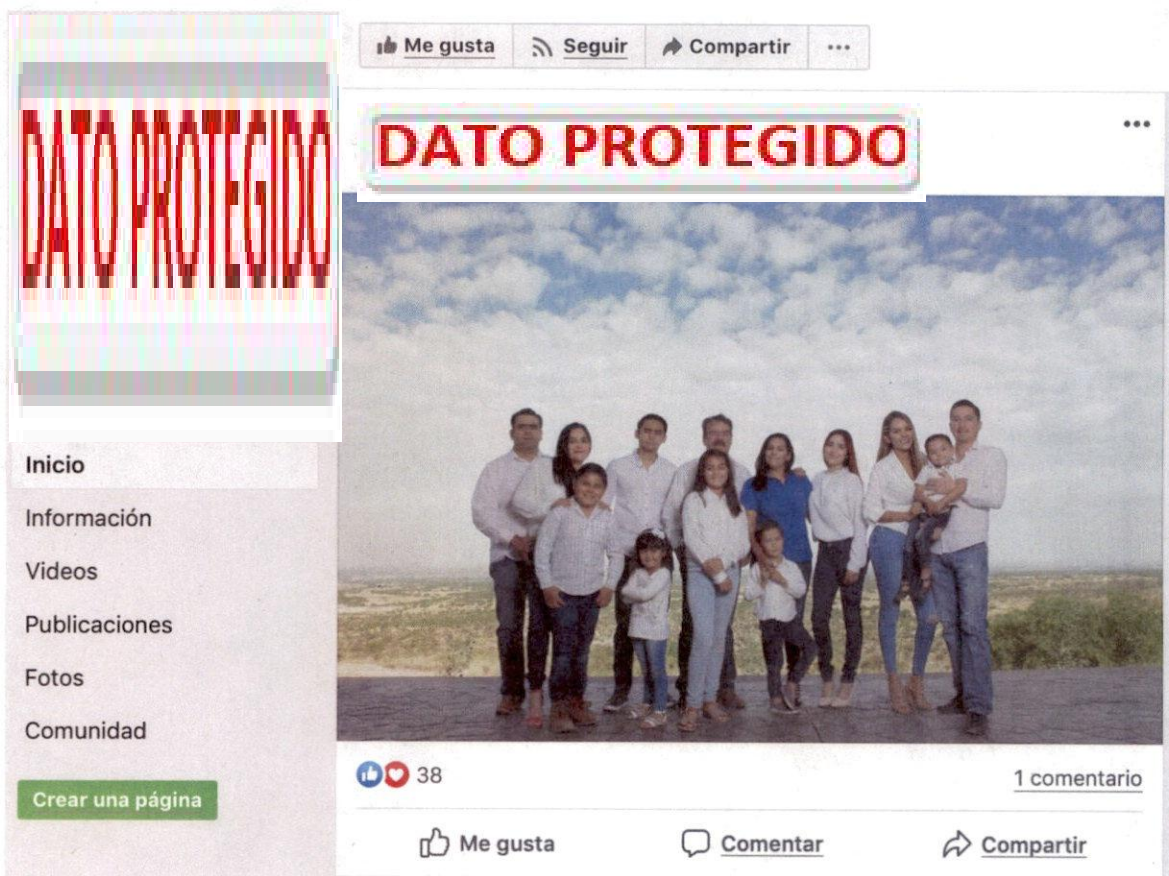 Me gusta
Seguir
Compartir
DATO PROTEGIDO
DATO PROTEGIDO
Inicio
Información
Videos
Publicaciones
Fotos
Comunidad
Crear una página
38
1 comentario
Me gusta
Comentar
Compartir